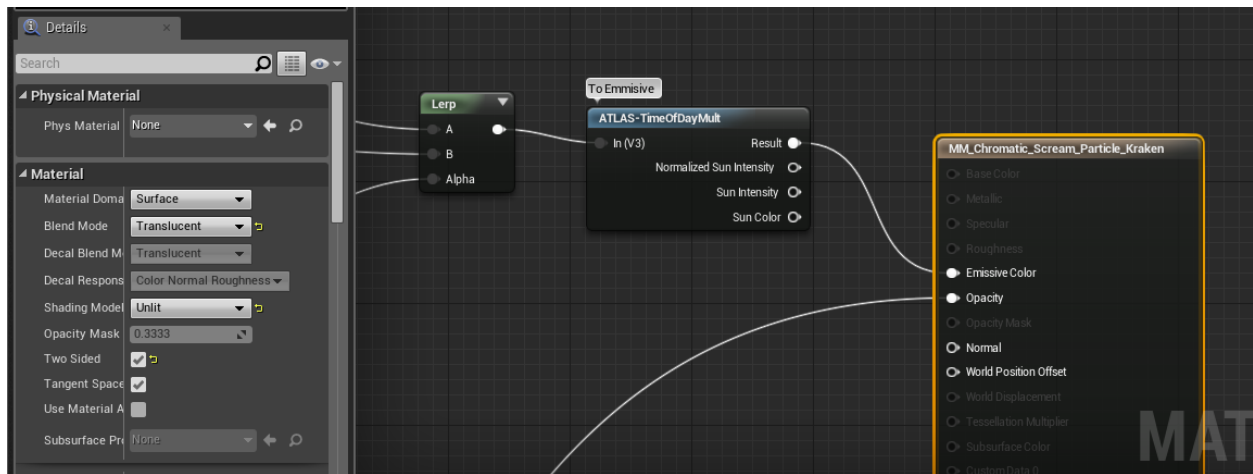 Details
Search
Physical Material
Phys Material None
Material
Material Doma Surface
Blend Mode Translucent
Decal Blend M Translucent
Decal Respons Color Normal Roughness
Shading Model Unlit
Opacity Mask 0.3333
Two Sided
Tangent Space
Use Material A
Subsurface Pr None
Lerp
A
B
Alpha
To Emmisive
ATLAS-TimeOfDayMult
In (V3) Result
Normalized Sun Intensity
Sun Intensity
Sun Color
MM_Chromatic_Scream_Particle_Kraken
Base Color
Metallic
Specular
Roughness
Emissive Color
Opacity
Opacity Mask
Normal
World Position Offset
World Displacement
Tessellation Multiplier
Subsurface Color
Custom Data 0
MAT